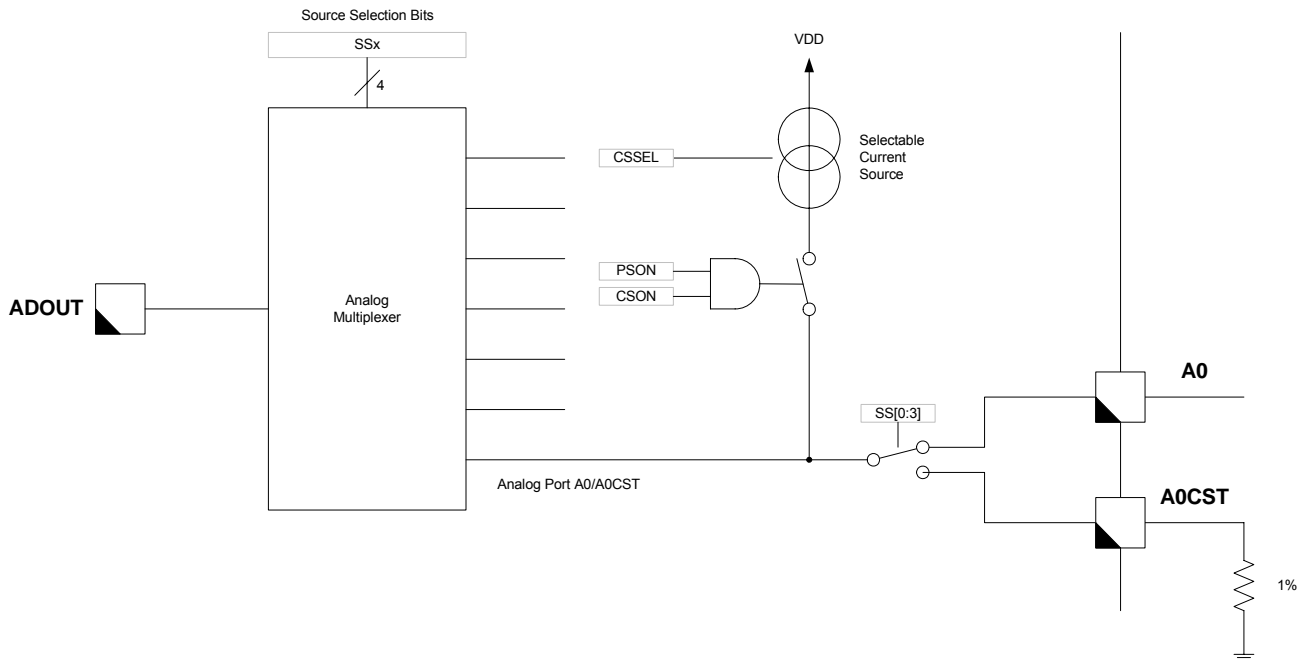 Source Selection Bits
SSx
4
VDD
CSSEL
Selectable
Current
Source
PSON
CSON
ADOUT
Analog
Multiplexer
A0
SS[0:3]
Analog Port A0/A0CST
A0CST
1%